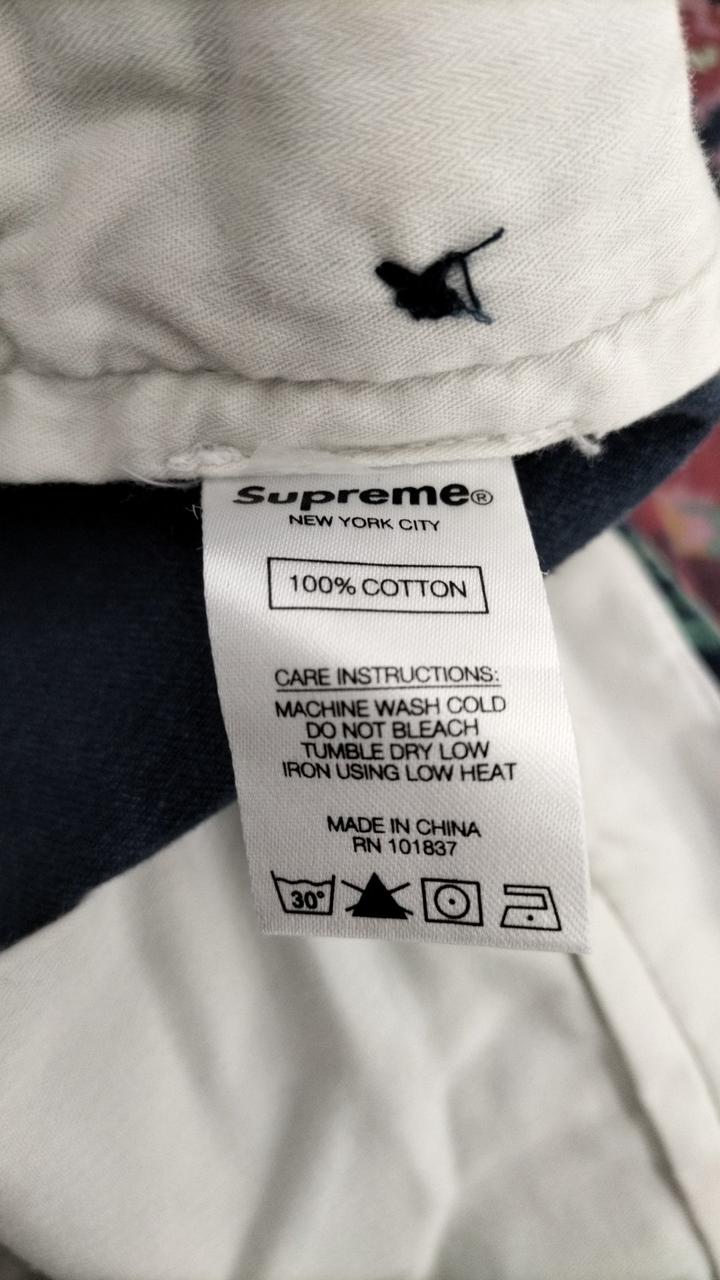 Supreme®
NEW YORK CITY
100% COTTON
CARE INSTRUCTIONS:
MACHINE WASH COLD
DO NOT BLEACH
TUMBLE DRY LOW
IRON USING LOW HEAT
MADE IN CHINA
RN 101837
30°